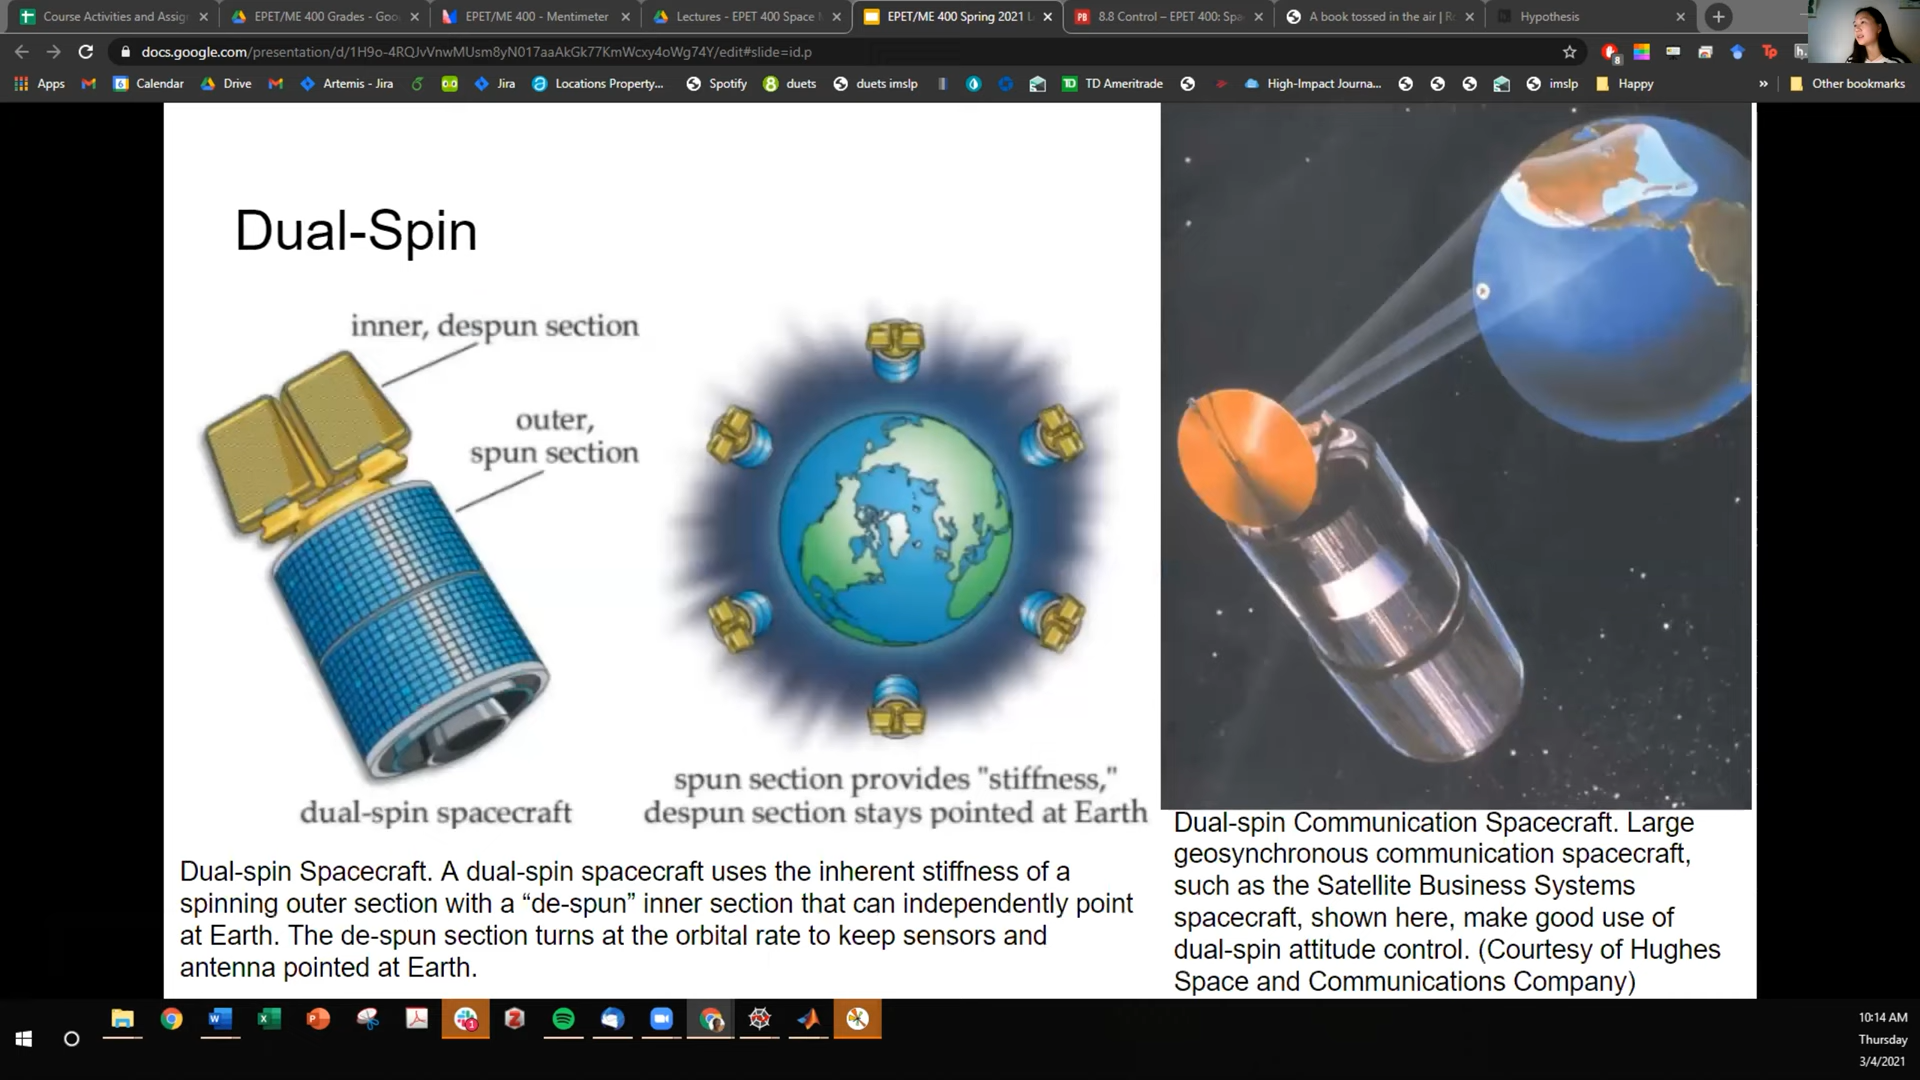 Course Activities and Assig
EPET/ME 400 Grades - Goo
EPET/ME 400 - Mentimeter
Lectures - EPET 400 Space M
EPET/ME 400 Spring 2021 L
8.8 Control – EPET 400: Spa
A book tossed in the air | R
Hypothesis
docs.google.com/presentation/d/1H9o-4RQJvVnwMUsm8yN017aaAkGk77KmWcxy4oWg74Y/edit#slide=id.p
Apps
Calendar
Drive
Artemis - Jira
Jira
Locations Property...
Spotify
duets
duets imslp
TD Ameritrade
High-Impact Journa...
imslp
Happy
»
Other bookmarks
Dual-Spin
inner, despun section
outer,
spun section
dual-spin spacecraft
spun section provides "stiffness,"
despun section stays pointed at Earth
Dual-spin Spacecraft. A dual-spin spacecraft uses the inherent stiffness of a
spinning outer section with a “de-spun” inner section that can independently point
at Earth. The de-spun section turns at the orbital rate to keep sensors and
antenna pointed at Earth.
Dual-spin Communication Spacecraft. Large
geosynchronous communication spacecraft,
such as the Satellite Business Systems
spacecraft, shown here, make good use of
dual-spin attitude control. (Courtesy of Hughes
Space and Communications Company)
10:14 AM
Thursday
3/4/2021